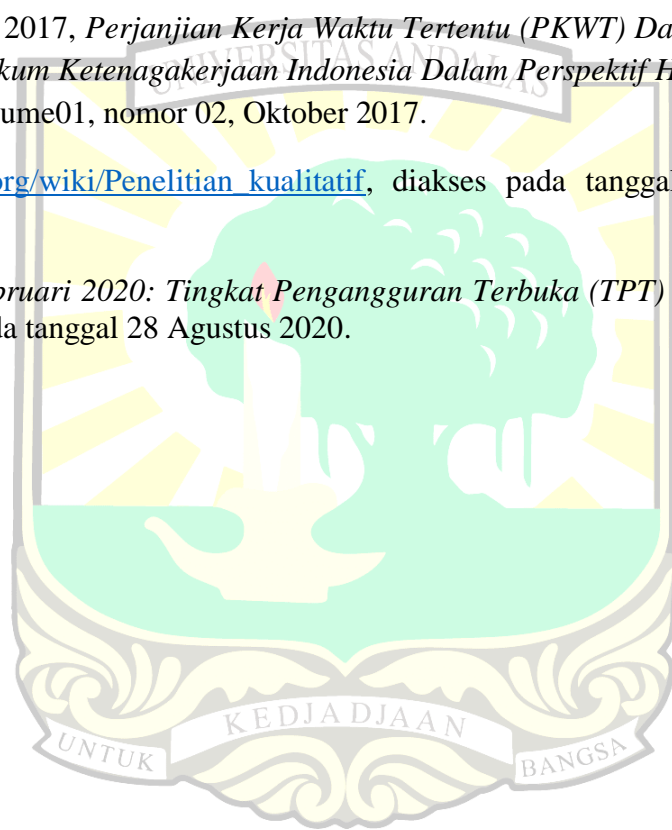 2017, Perjanjian Kerja Waktu Tertentu (PKWT) Da
kum Ketenagakerjaan Indonesia Dalam Perspektif H
ume01, nomor 02, Oktober 2017.
org/wiki/Penelitian_kualitatif, diakses pada tanggal
bruari 2020: Tingkat Pengangguran Terbuka (TPT)
da tanggal 28 Agustus 2020.
UNIVERSITAS ANDALAS
UNTUK KEDJADJAAN BANGSA